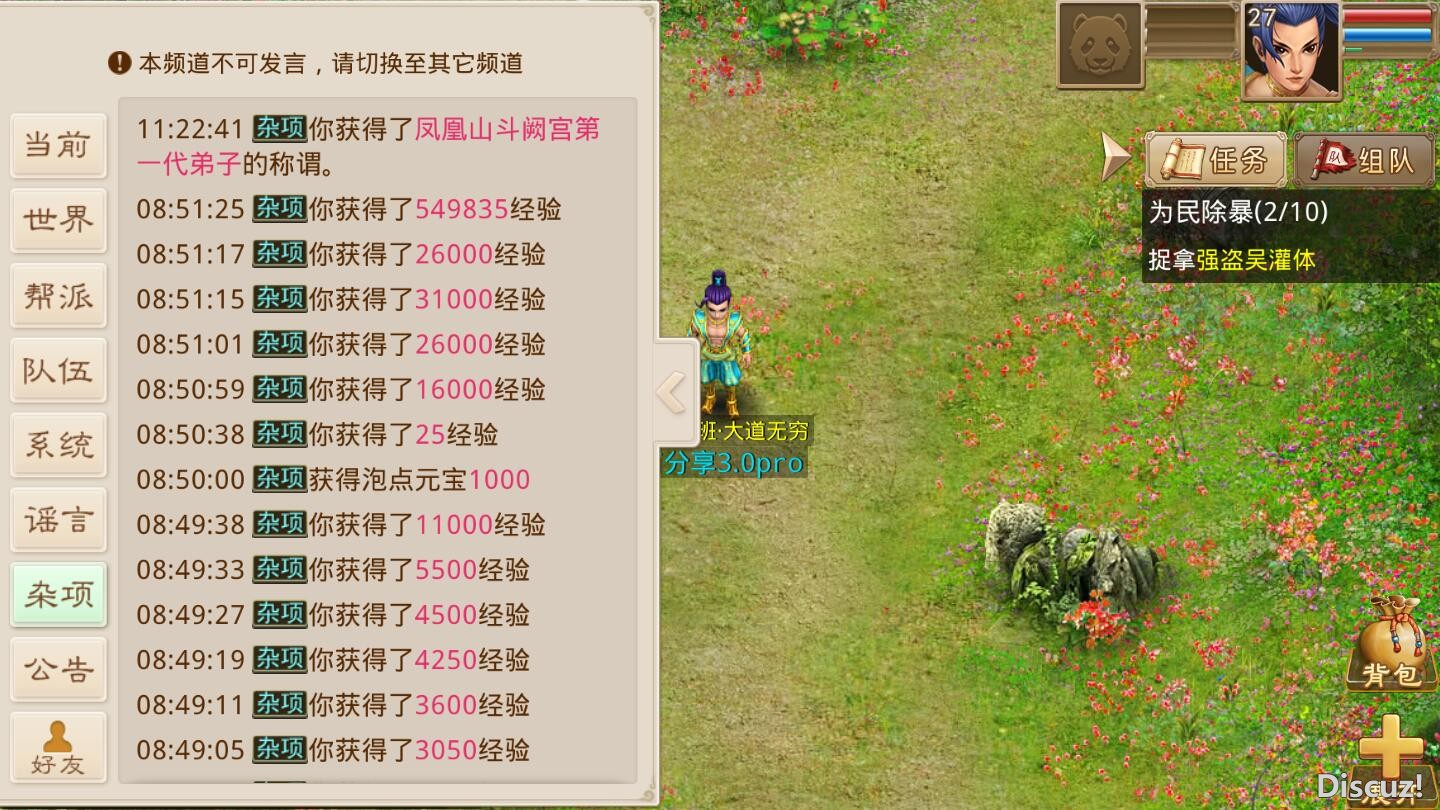 本频道不可发言，请切换至其它频道
当前
世界
帮派
队伍
系统
谣言
杂项
公告
好友
11:22:41 杂项你获得了凤凰山斗阙宫第
一代弟子的称谓。
08:51:25 杂项你获得了549835经验
08:51:17 杂项你获得了26000经验
08:51:15 杂项你获得了31000经验
08:51:01 杂项你获得了26000经验
08:50:59 杂项你获得了16000经验
08:50:38 杂项你获得了25经验
08:50:00 杂项获得泡点元宝1000
08:49:38 杂项你获得了11000经验
08:49:33 杂项你获得了5500经验
08:49:27 杂项你获得了4500经验
08:49:19 杂项你获得了4250经验
08:49:11 杂项你获得了3600经验
08:49:05 杂项你获得了3050经验
班·大道无穷
分享3.0pro
27
任务
队
组队
为民除暴(2/10)
捉拿强盗吴灌体
背包
Discuz!